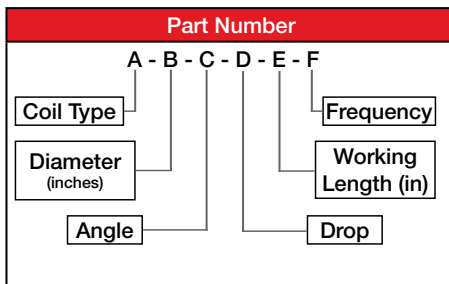 Part Number
A - B - C - D - E - F
Coil Type
Frequency
Diameter
(inches)
Working
Length (in)
Angle
Drop